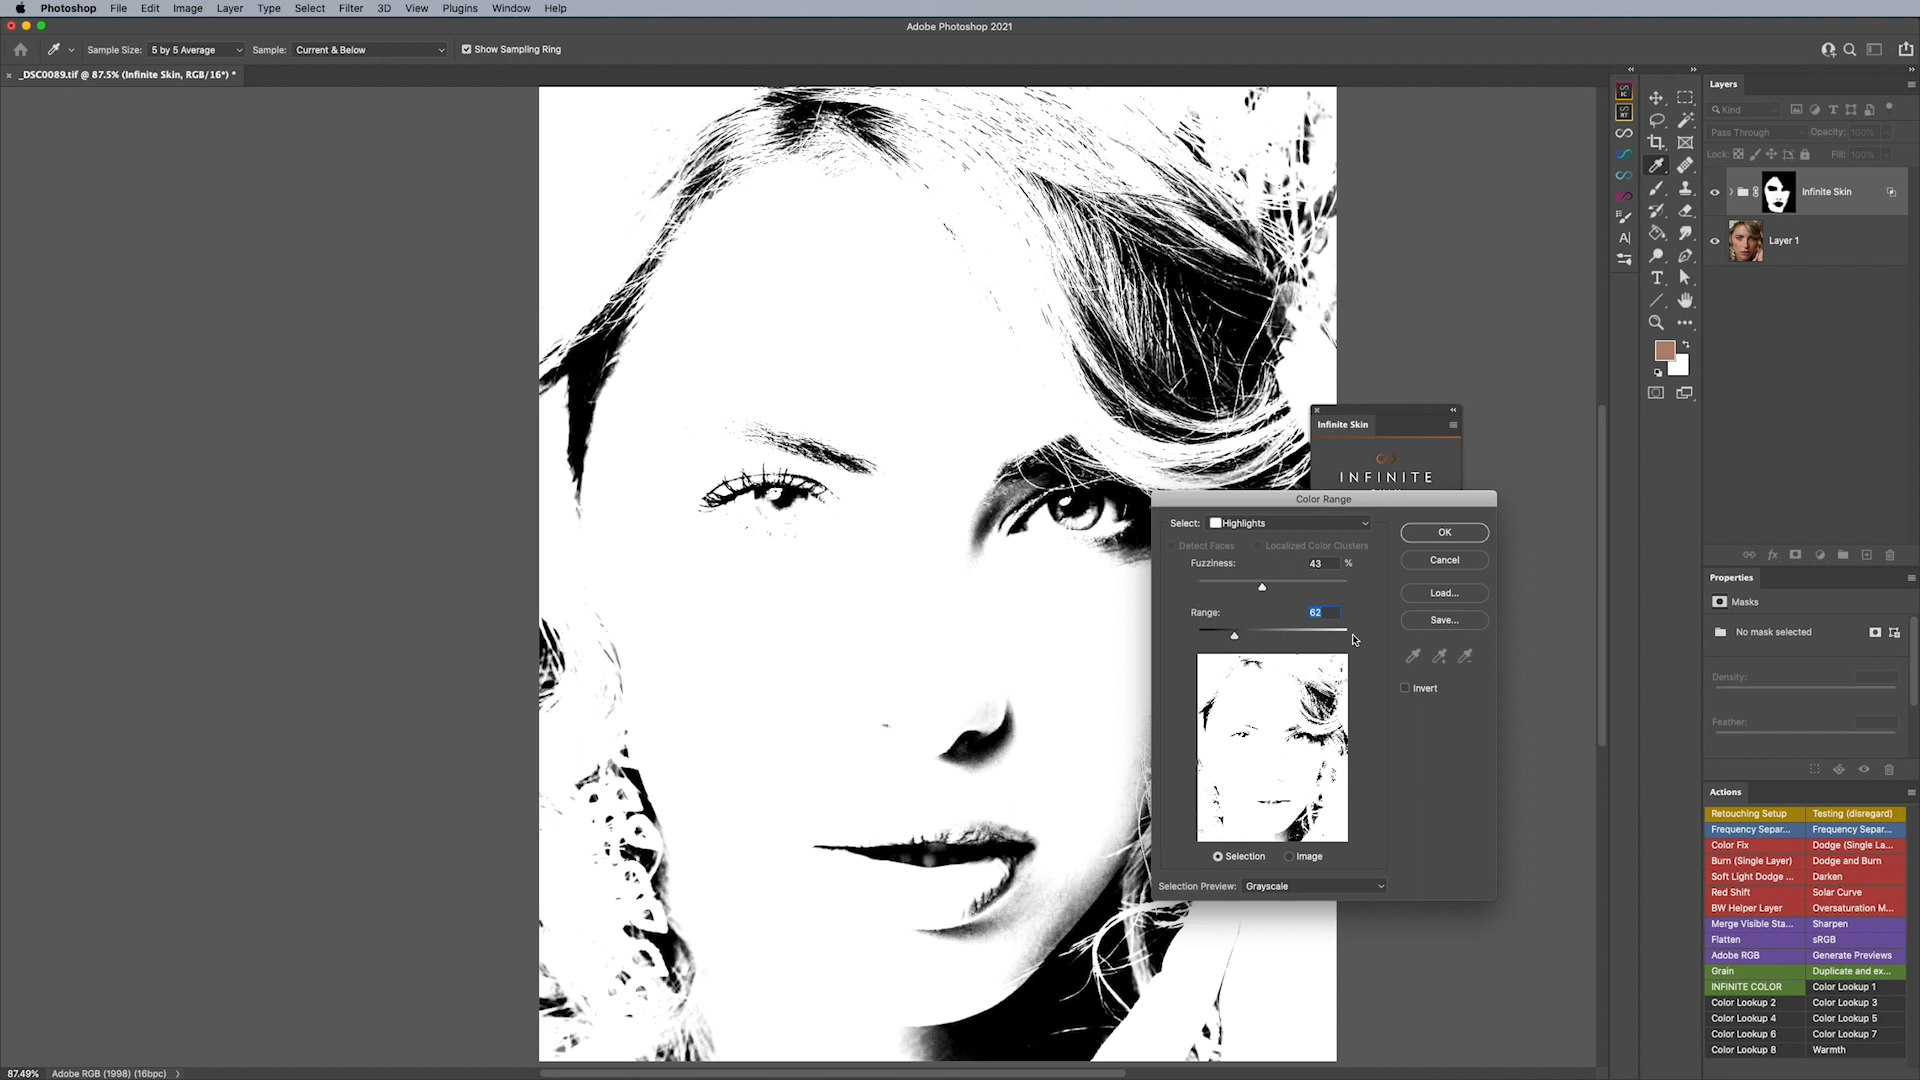 Photoshop File Edit Image Layer Type Select Filter 3D View Plugins Window Help
Adobe Photoshop 2021
Sample Size: 5 by 5 Average Sample: Current & Below Show Sampling Ring
_DSC0089.tif @ 87.5% (Infinite Skin, RGB/16*) *
Layers
Kind
Pass Through Opacity: 100%
Lock: Fill: 100%
Infinite Skin
Layer 1
Infinite Skin
INFINITE
Color Range
Select: Highlights
OK
Detect Faces Localized Color Clusters
Fuzziness: 43 %
Cancel
Load...
Range: 62
Save...
Invert
Selection Image
Selection Preview: Grayscale
Properties
Masks
No mask selected
Density:
Feather:
Actions
Retouching Setup Testing (disregard)
Frequency Separ... Frequency Separ...
Color Fix Dodge (Single La...
Burn (Single Layer) Dodge and Burn
Soft Light Dodge ... Darken
Red Shift Solar Curve
BW Helper Layer Oversaturation M...
Merge Visible Sta... Sharpen
Flatten sRGB
Adobe RGB Generate Previews
Grain Duplicate and ex...
INFINITE COLOR Color Lookup 1
Color Lookup 2 Color Lookup 3
Color Lookup 4 Color Lookup 5
Color Lookup 6 Color Lookup 7
Color Lookup 8 Warmth
87.49% Adobe RGB (1998) (16bpc)